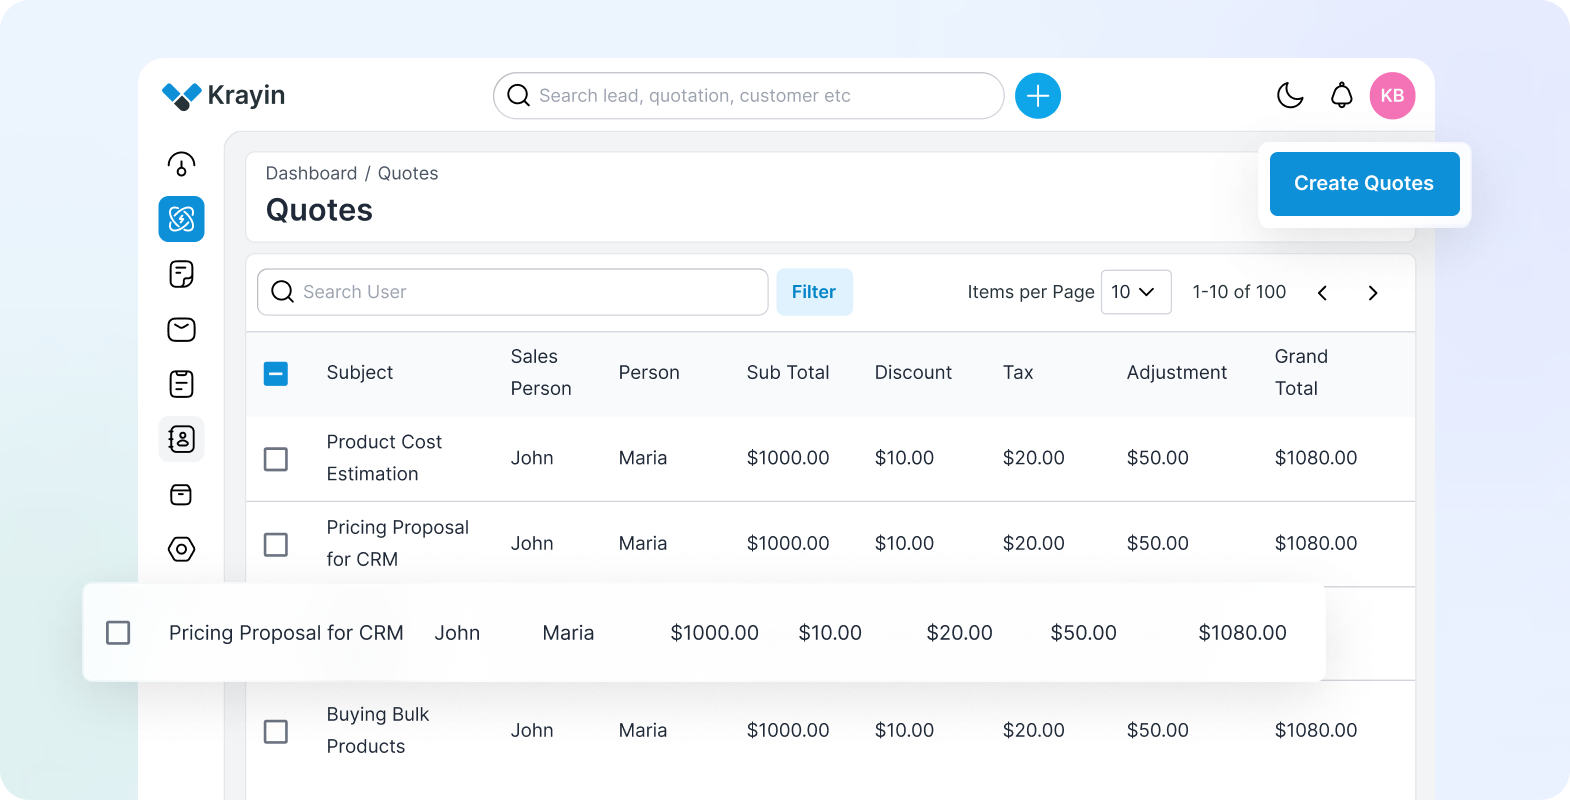 Krayin
Search lead, quotation, customer etc
KB
Dashboard / Quotes
Quotes
Create Quotes
Search User
Filter
Items per Page
10
1-10 of 100
Subject
Sales
Person
Person
Sub Total
Discount
Tax
Adjustment
Grand
Total
Product Cost
Estimation
John
Maria
$1000.00
$10.00
$20.00
$50.00
$1080.00
Pricing Proposal
for CRM
John
Maria
$1000.00
$10.00
$20.00
$50.00
$1080.00
Pricing Proposal for CRM
John
Maria
$1000.00
$10.00
$20.00
$50.00
$1080.00
Buying Bulk
Products
John
Maria
$1000.00
$10.00
$20.00
$50.00
$1080.00